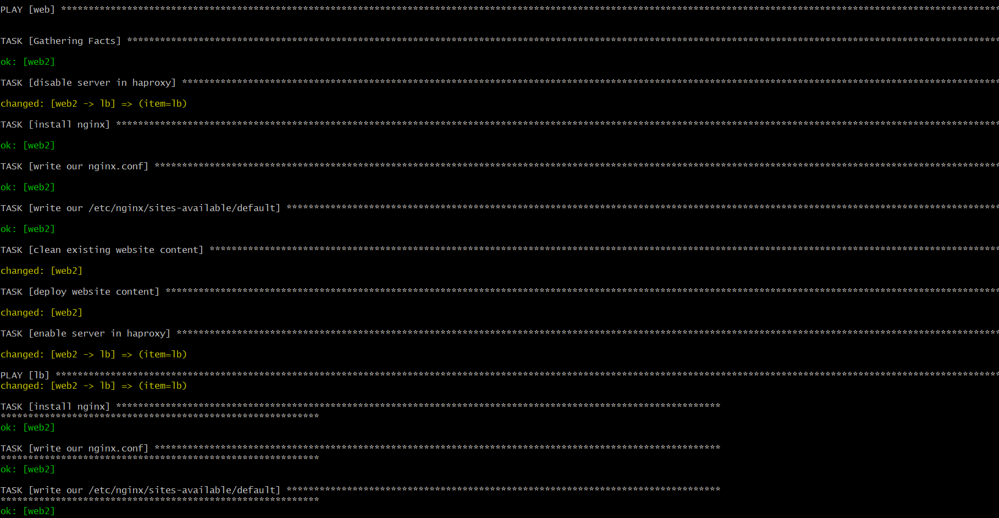 PLAY [web] ***************************************************************************************************************************************************************************
TASK [Gathering Facts] ***************************************************************************************************************************************************************
ok: [web2]
TASK [disable server in haproxy] *****************************************************************************************************************************************************
changed: [web2 -> lb] => (item=lb)
TASK [install nginx] *****************************************************************************************************************************************************************
ok: [web2]
TASK [write our nginx.conf] **********************************************************************************************************************************************************
ok: [web2]
TASK [write our /etc/nginx/sites-available/default] **********************************************************************************************************************************
ok: [web2]
TASK [clean existing website content] ************************************************************************************************************************************************
changed: [web2]
TASK [deploy website content] ********************************************************************************************************************************************************
changed: [web2]
TASK [enable server in haproxy] ******************************************************************************************************************************************************
changed: [web2 -> lb] => (item=lb)
PLAY [lb] ****************************************************************************************************************************************************************************
changed: [web2 -> lb] => (item=lb)
TASK [install nginx] **************************************************************************************************************
**********************************************************
ok: [web2]
TASK [write our nginx.conf] *******************************************************************************************************
**********************************************************
ok: [web2]
TASK [write our /etc/nginx/sites-available/default] *******************************************************************************
**********************************************************
ok: [web2]